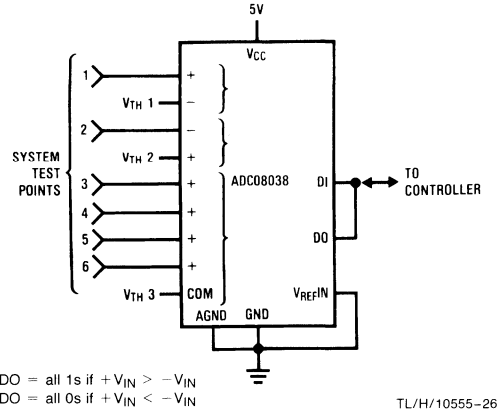 5V
VCC
1
+
VTH 1
−
2
−
VTH 2
+
SYSTEM
TEST
POINTS
3
+
ADC08038
DI
TO
CONTROLLER
4
+
5
+
DO
6
+
VTH 3
COM
VREFIN
AGND
GND
DO = all 1s if +VIN > −VIN
DO = all 0s if +VIN < −VIN
TL/H/10555–26